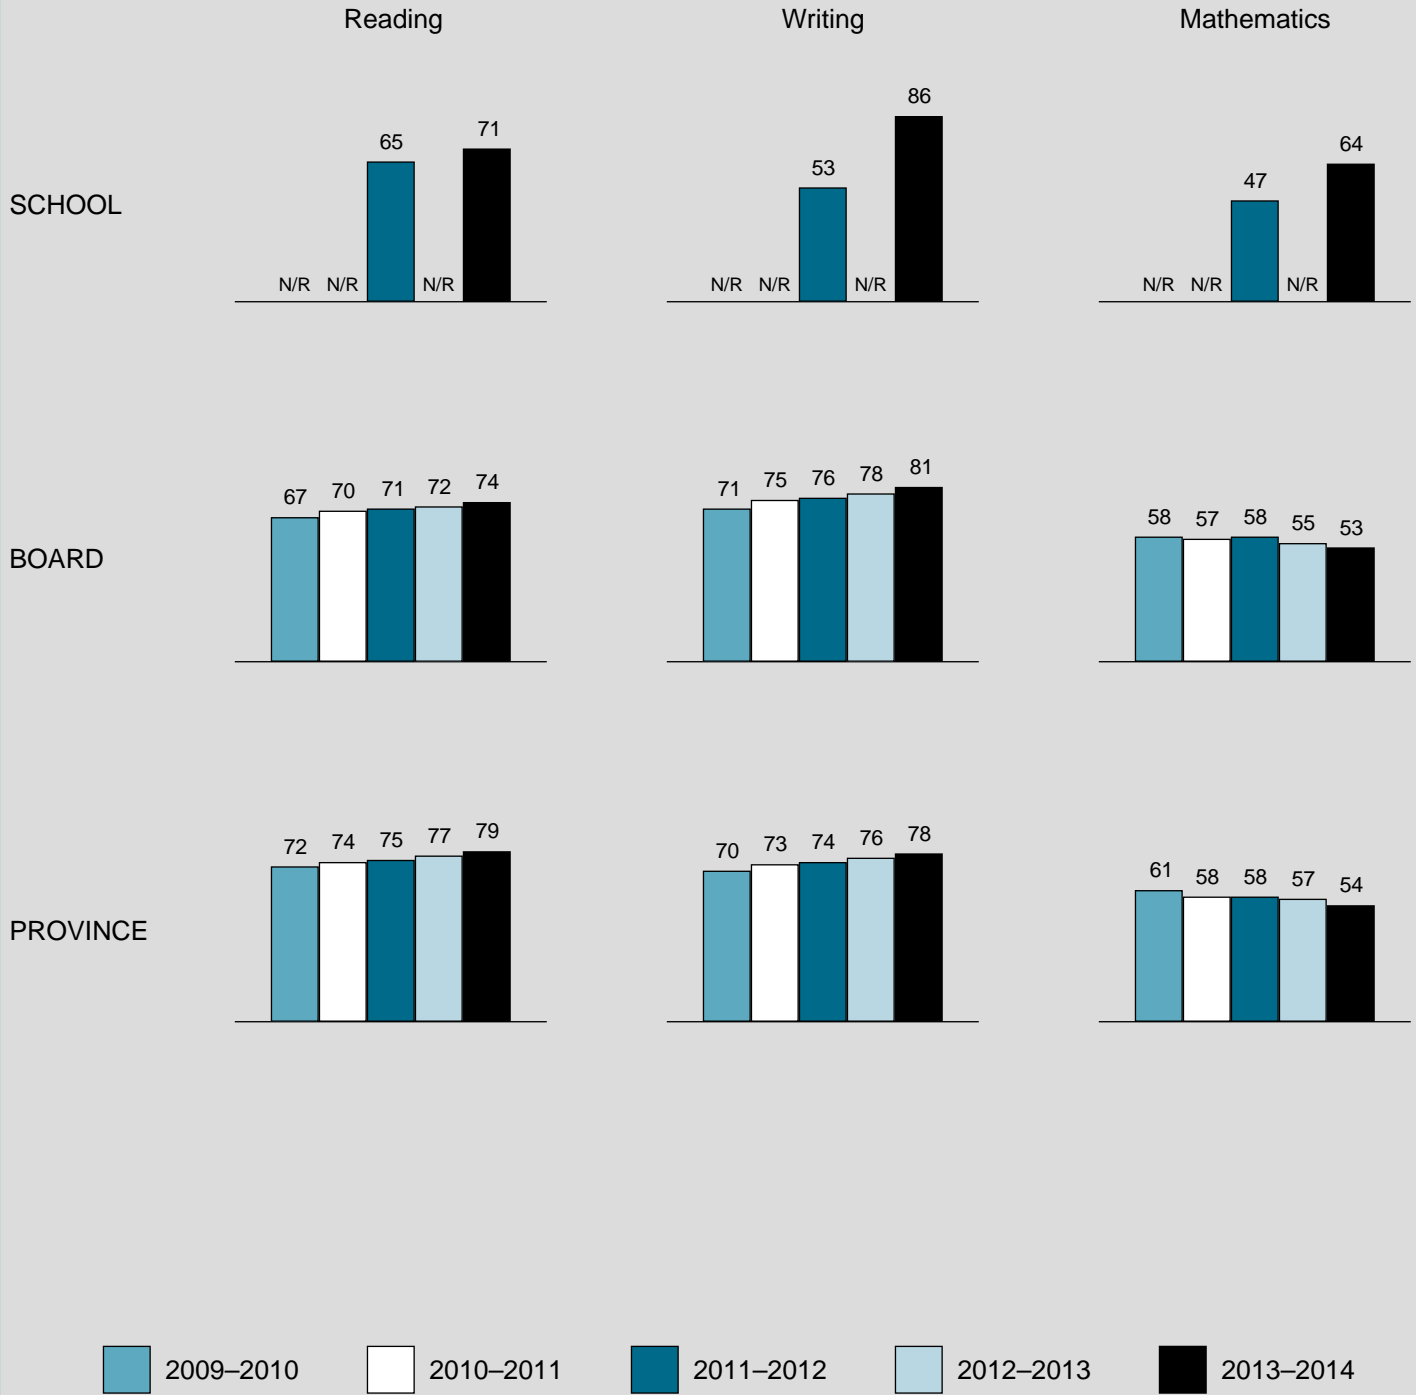 Reading Writing Mathematics
SCHOOL
N/R N/R 65 N/R 71
N/R N/R 53 N/R 86
N/R N/R 47 N/R 64
BOARD
67 70 71 72 74
71 75 76 78 81
58 57 58 55 53
PROVINCE
72 74 75 77 79
70 73 74 76 78
61 58 58 57 54
2009–2010 2010–2011 2011–2012 2012–2013 2013–2014